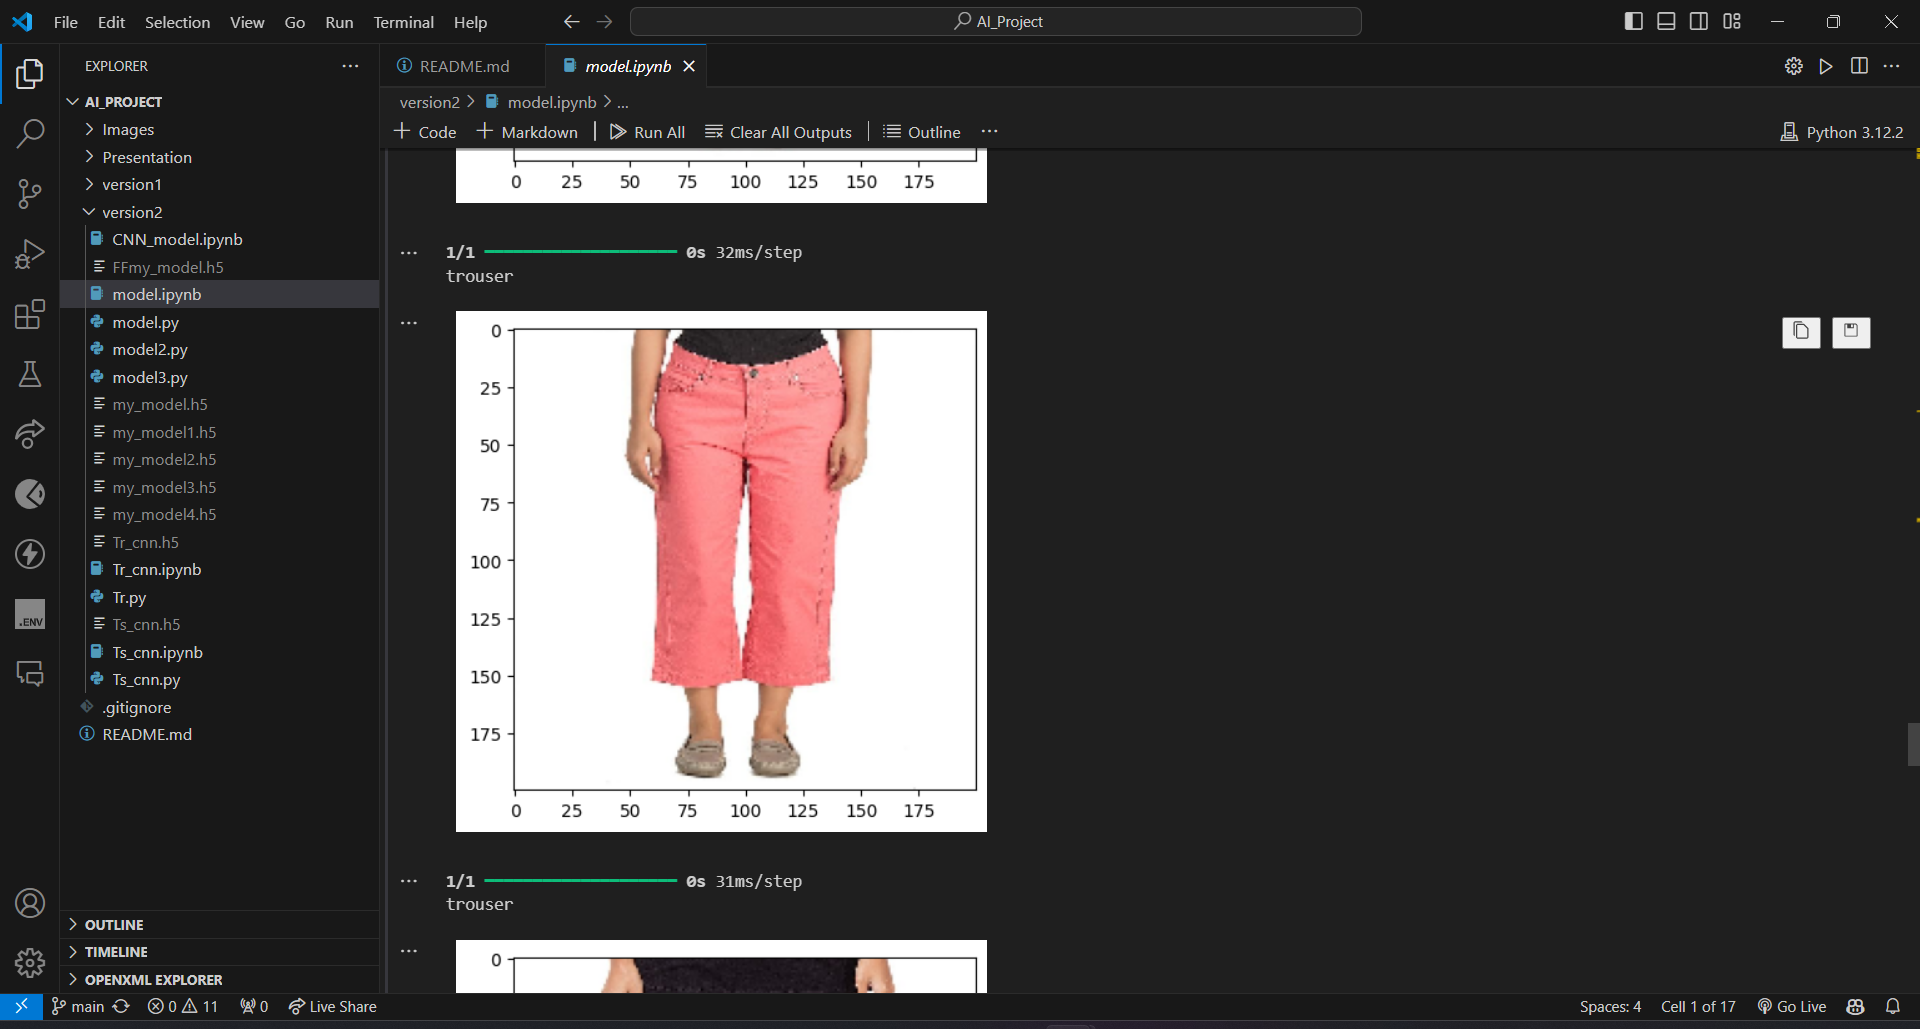 File Edit Selection View Go Run Terminal Help
AI_Project
EXPLORER
README.md
model.ipynb
AI_PROJECT
Images
Presentation
version1
version2
CNN_model.ipynb
FFmy_model.h5
model.ipynb
model.py
model2.py
model3.py
my_model.h5
my_model1.h5
my_model2.h5
my_model3.h5
my_model4.h5
Tr_cnn.h5
Tr_cnn.ipynb
Tr.py
Ts_cnn.h5
Ts_cnn.ipynb
Ts_cnn.py
.gitignore
README.md
.ENV
OUTLINE
TIMELINE
OPENXML EXPLORER
version2 > model.ipynb > ...
+ Code + Markdown | Run All Clear All Outputs | Outline ...
Python 3.12.2
0 25 50 75 100 125 150 175
1/1 0s 32ms/step
trouser
0
25
50
75
100
125
150
175
0 25 50 75 100 125 150 175
1/1 0s 31ms/step
trouser
0
main 0 11 0 Live Share
Spaces: 4 Cell 1 of 17 Go Live